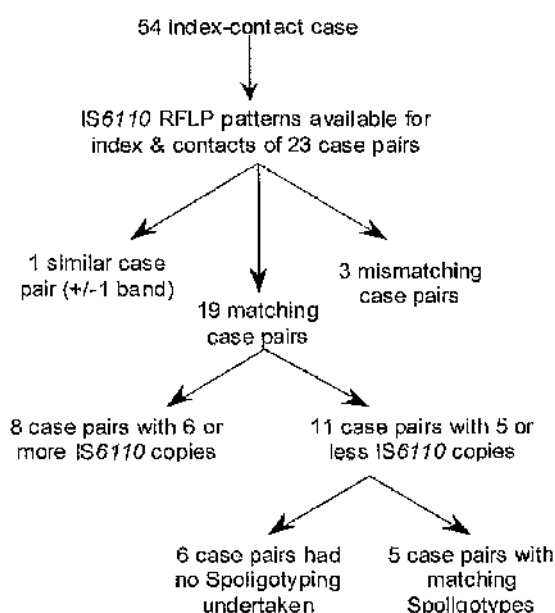 54 index-contact case
IS6110 RFLP patterns available for
index & contacts of 23 case pairs
1 similar case
pair (+/-1 band)
3 mismatching
case pairs
19 matching
case pairs
8 case pairs with 6 or
more IS6110 copies
11 case pairs with 5 or
less IS6110 copies
6 case pairs had
no Spoligotyping
undertaken
5 case pairs with
matching
Spoligotypes